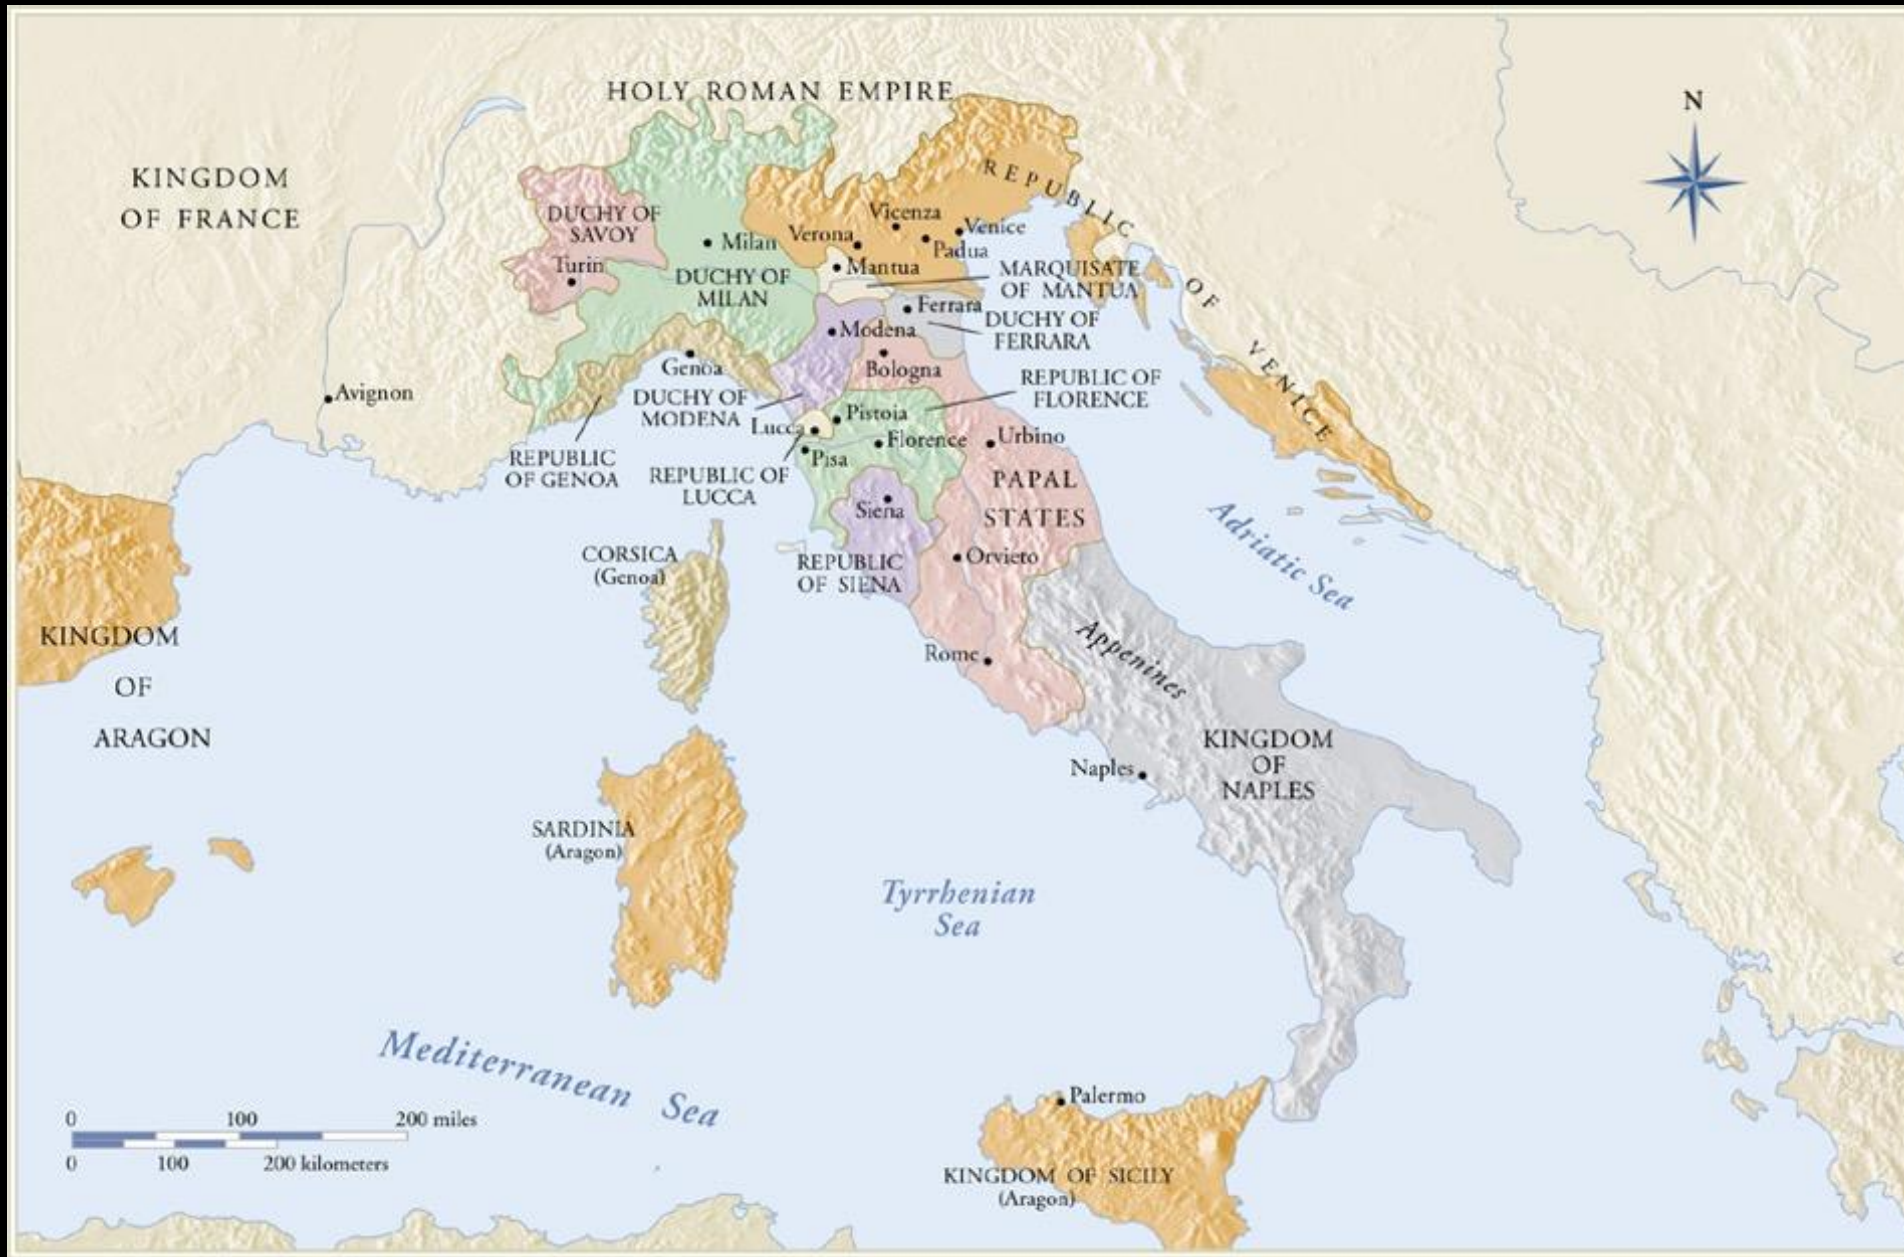 HOLY ROMAN EMPIRE
N
KINGDOM
OF FRANCE
REPUBLIC OF VENICE
DUCHY OF
SAVOY
Turin
Milan
DUCHY OF
MILAN
Verona
Vicenza
Venice
Padua
Mantua
MARQUISATE
OF MANTUA
Ferrara
DUCHY OF
FERRARA
Modena
Bologna
Genoa
DUCHY OF
MODENA
REPUBLIC OF
FLORENCE
Avignon
Pistoia
Lucca
Florence
Pisa
Urbino
REPUBLIC
OF GENOA
REPUBLIC OF
LUCCA
PAPAL
STATES
Siena
Adriatic Sea
CORSICA
(Genoa)
REPUBLIC
OF SIENA
Orvieto
KINGDOM
OF
ARAGON
Appenines
Rome
KINGDOM
OF
NAPLES
Naples
SARDINIA
(Aragon)
Tyrrhenian
Sea
Mediterranean Sea
Palermo
0 100 200 miles
0 100 200 kilometers
KINGDOM OF SICILY
(Aragon)